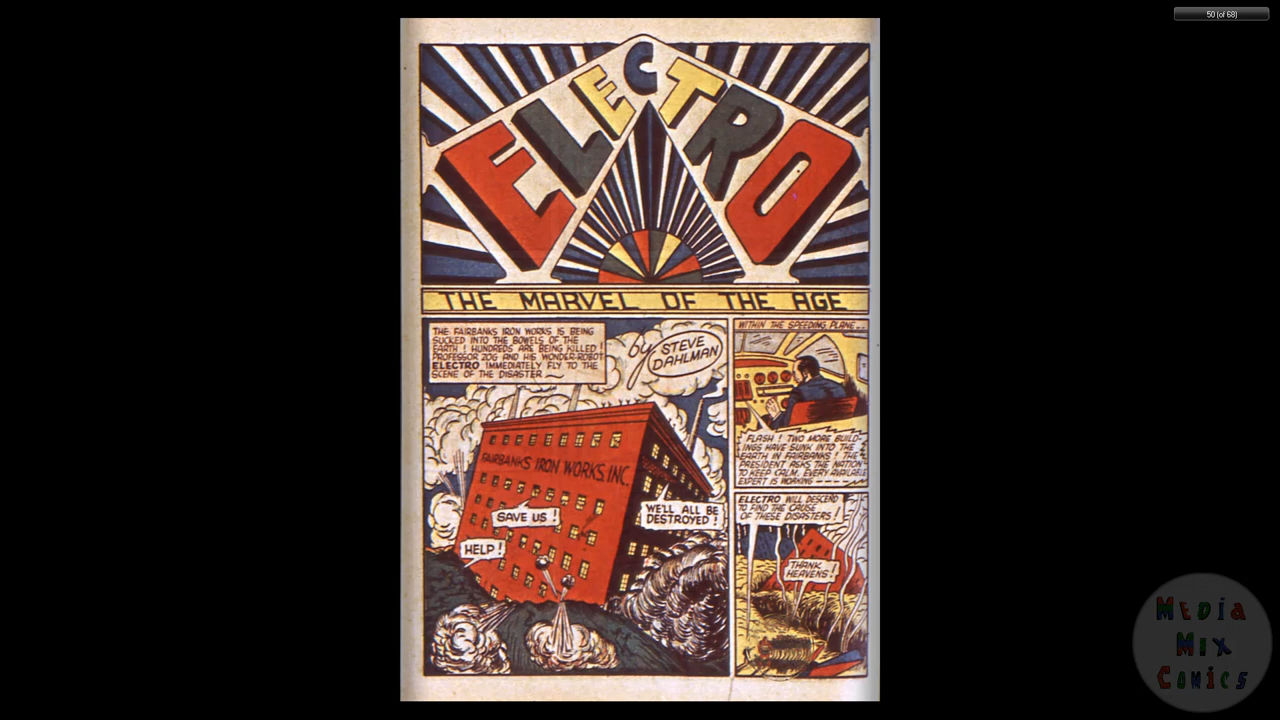 50 (of 68)
ELECTRO
THE MARVEL OF THE AGE
THE FAIRBANKS IRON WORKS IS BEING
SUCKED INTO THE BOWELS OF THE
EARTH! HUNDREDS ARE BEING KILLED!
PROFESSOR ZOG AND HIS WONDER-ROBOT
ELECTRO IMMEDIATELY FLY TO THE
SCENE OF THE DISASTER
by STEVE
DAHLMAN
FAIRBANKS IRON WORKS, INC.
SAVE US!
WE'LL ALL BE
DESTROYED!
HELP!
WITHIN THE SPEEDING PLANE...
FLASH! TWO MORE BUILD-
INGS HAVE SUNK INTO THE
EARTH IN FAIRBANKS! THE
PRESIDENT ASKS THE NATION
TO KEEP CALM, EVERY AVAILABLE
EXPERT IS WORKING -----
ELECTRO WILL DESCEND
TO FIND THE CAUSE
OF THESE DISASTERS!
THANK
HEAVENS!
MEDIA
MIX
COMICS